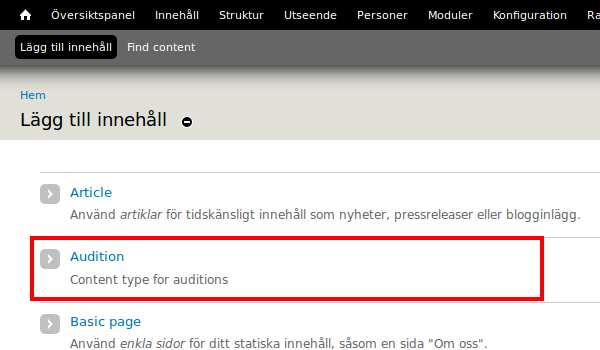 Översiktspanel Innehåll Struktur Utseende Personer Moduler Konfiguration Ra
Lägg till innehåll Find content
Hem
Lägg till innehåll
Article
Använd artiklar för tidskänsligt innehåll som nyheter, pressreleaser eller blogginlägg.
Audition
Content type for auditions
Basic page
Använd enkla sidor för ditt statiska innehåll, såsom en sida "Om oss".